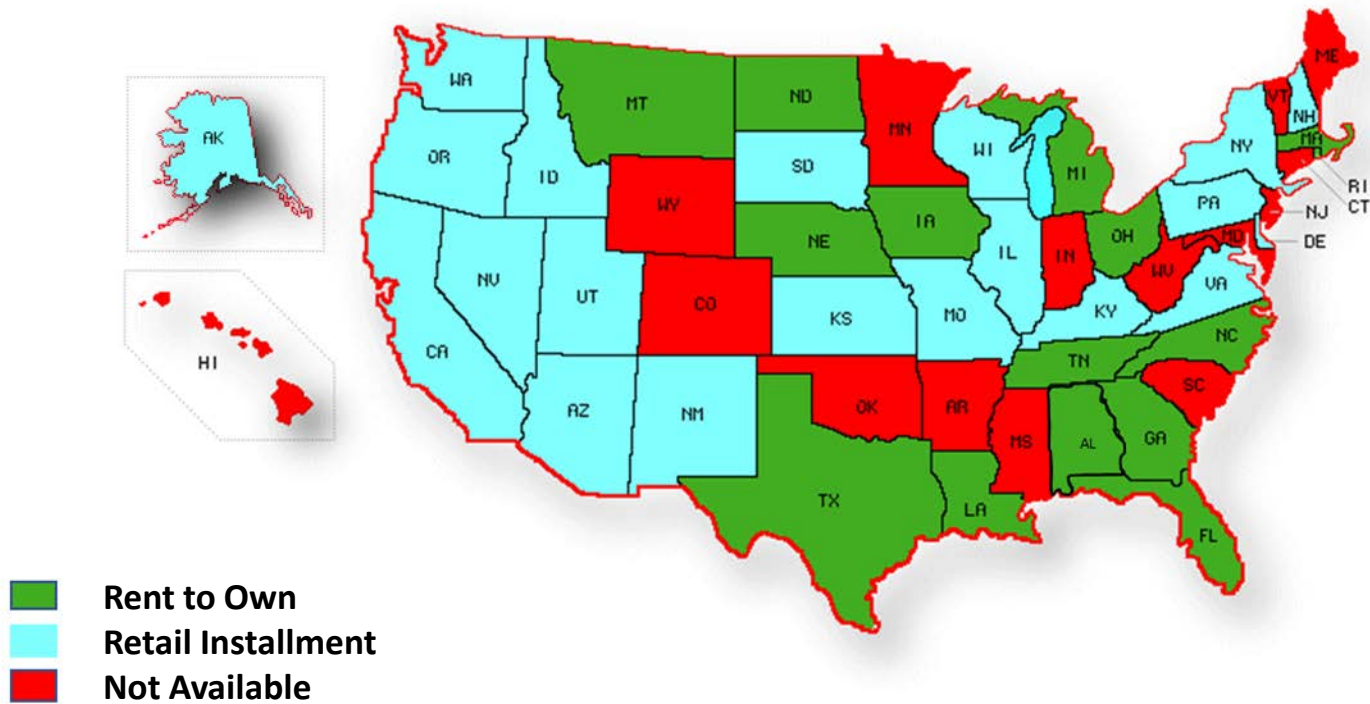 WA
MT
ND
MN
ME
VT
NH
AK
OR
ID
SD
WI
MI
NY
MA
RI
CT
WY
IA
NE
PA
NJ
OH
MD
DE
NV
UT
CO
IL
IN
WV
VA
HI
CA
KS
MO
KY
NC
TN
AZ
NM
OK
AR
SC
MS
AL
GA
TX
LA
FL
Rent to Own
Retail Installment
Not Available